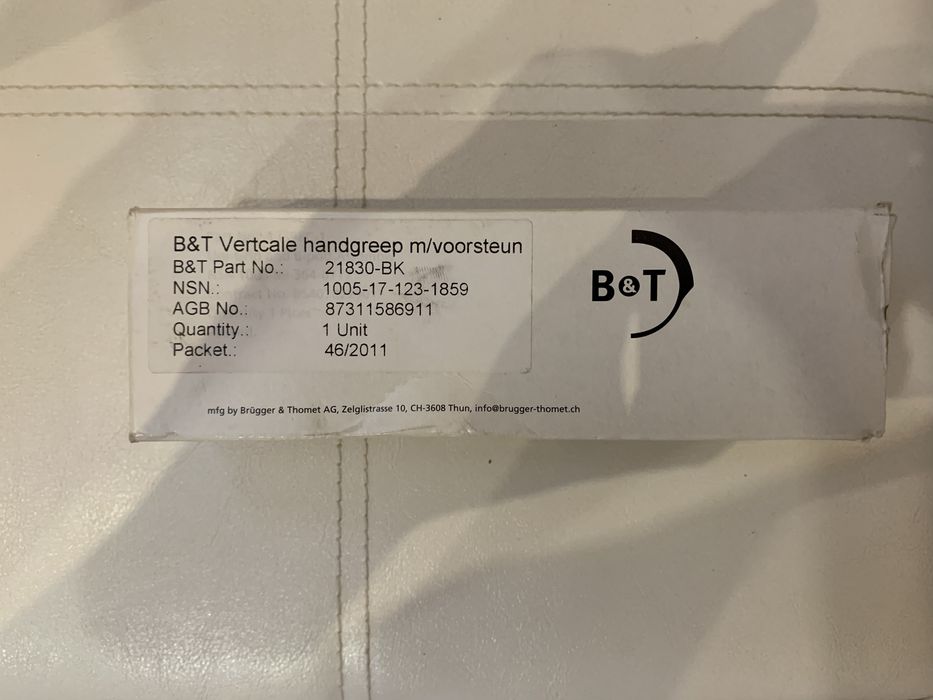 B&T Vertcale handgreep m/voorsteun
B&T Part No.: 21830-BK
NSN.: 1005-17-123-1859
AGB No.: 87311586911
Quantity.: 1 Unit
Packet.: 46/2011
B&T
mfg by Brügger & Thomet AG, Zelglistrasse 10, CH-3608 Thun, info@brugger-thomet.ch